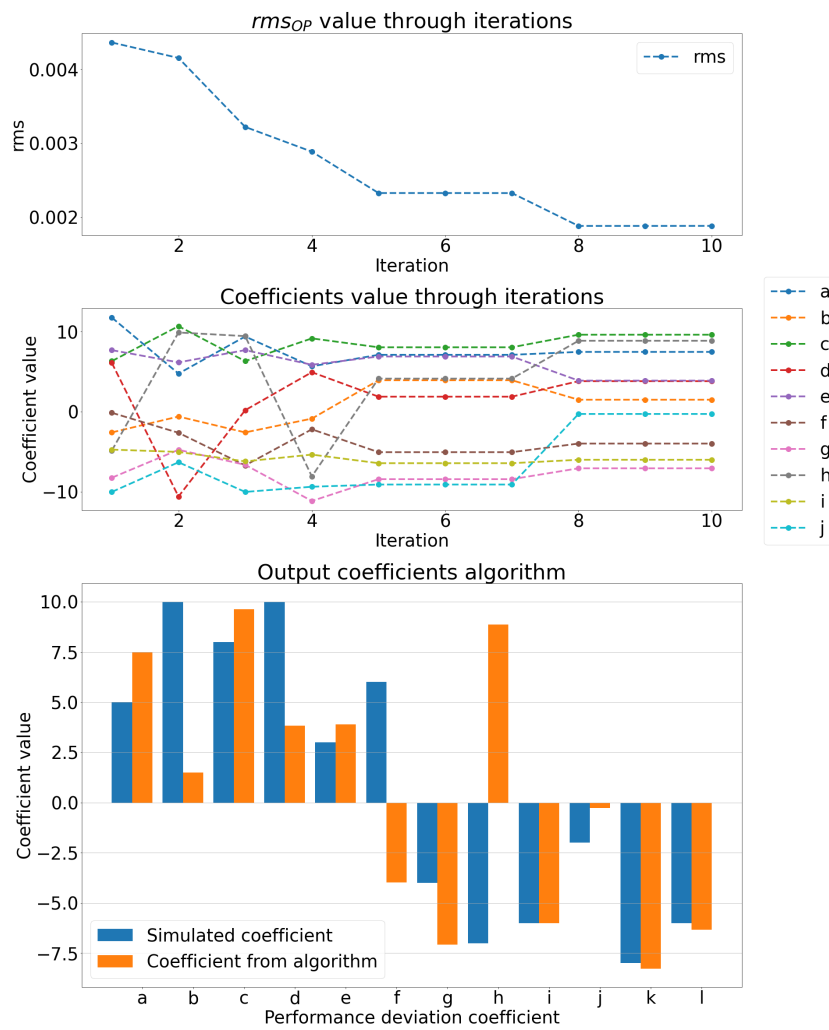 rms_OP value through iterations
rms
0.004
0.003
0.002
rms
2 4 6 8 10
Iteration
Coefficients value through iterations
Coefficient value
10
0
−10
2 4 6 8 10
Iteration
a
b
c
d
e
f
g
h
i
j
Output coefficients algorithm
Coefficient value
10.0
7.5
5.0
2.5
0.0
−2.5
−5.0
−7.5
Simulated coefficient
Coefficient from algorithm
a b c d e f g h i j k l
Performance deviation coefficient